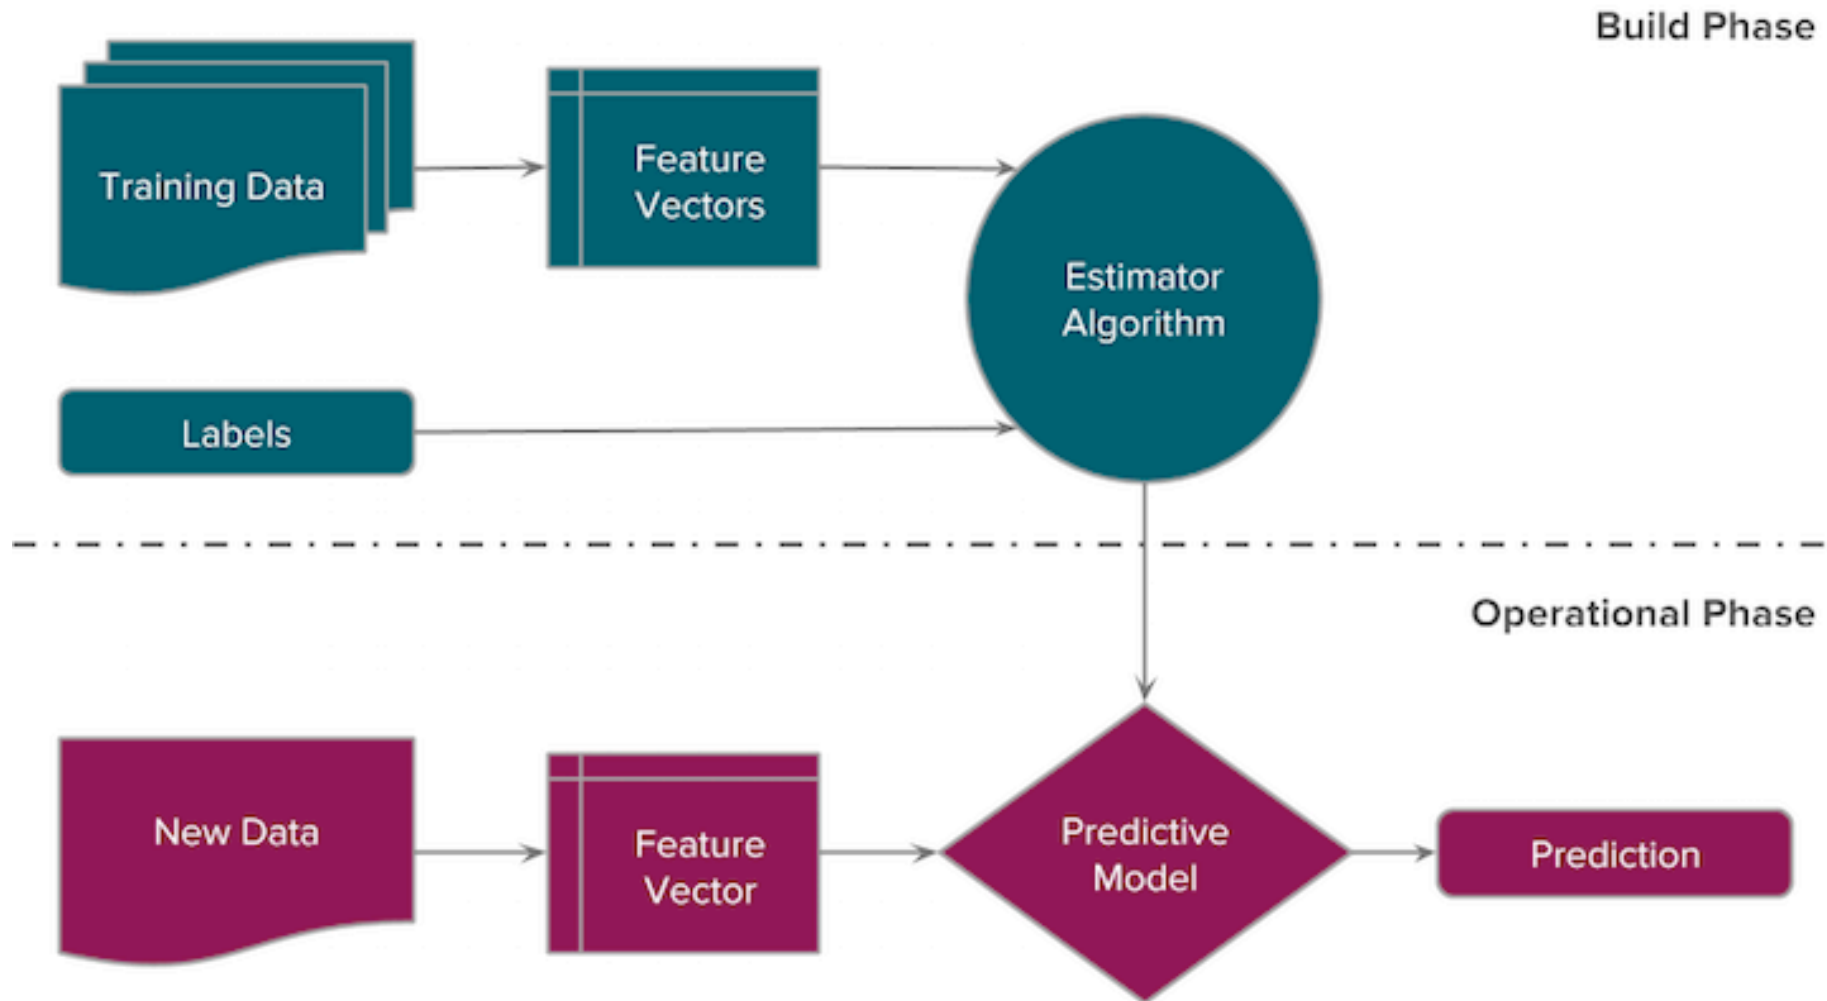 Build Phase
Training Data
Feature
Vectors
Estimator
Algorithm
Labels
Operational Phase
New Data
Feature
Vector
Predictive
Model
Prediction